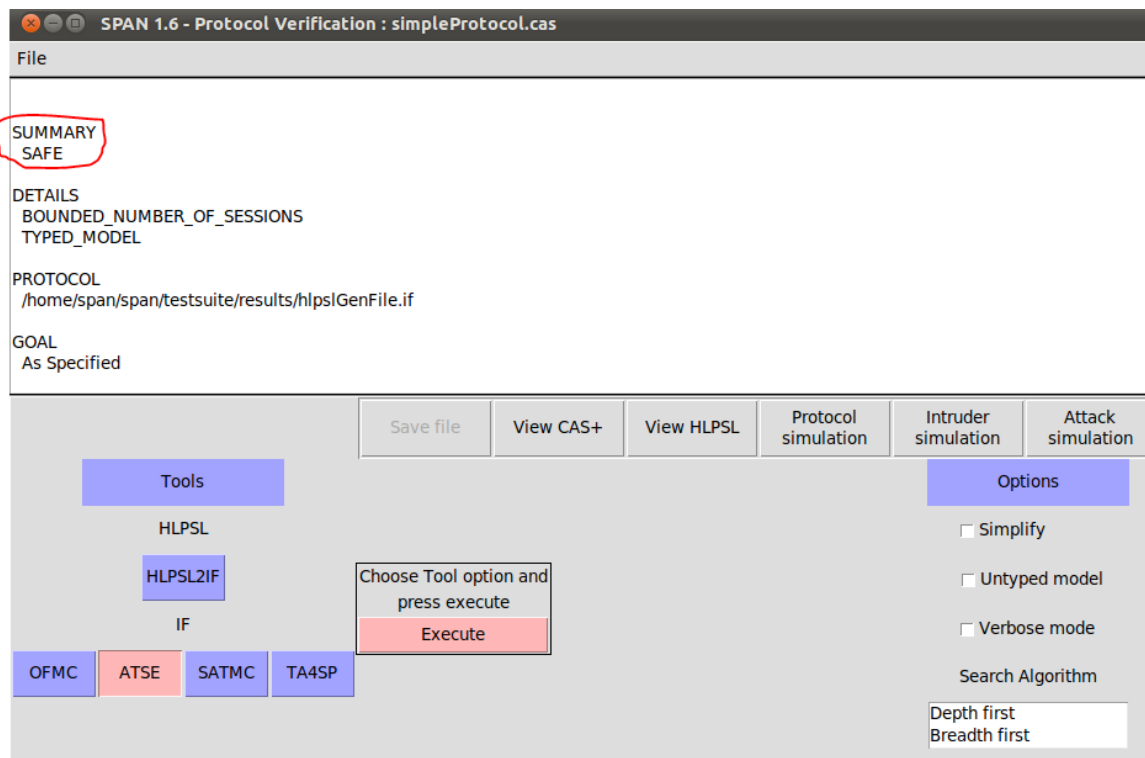 SPAN 1.6 - Protocol Verification : simpleProtocol.cas
File
SUMMARY
SAFE
DETAILS
BOUNDED_NUMBER_OF_SESSIONS
TYPED_MODEL
PROTOCOL
/home/span/span/testsuite/results/hlpslGenFile.if
GOAL
As Specified
Save file
View CAS+
View HLPSL
Protocol
simulation
Intruder
simulation
Attack
simulation
Tools
Options
HLPSL
Simplify
HLPSL2IF
Choose Tool option and
press execute
Untyped model
IF
Execute
Verbose mode
OFMC
ATSE
SATMC
TA4SP
Search Algorithm
Depth first
Breadth first